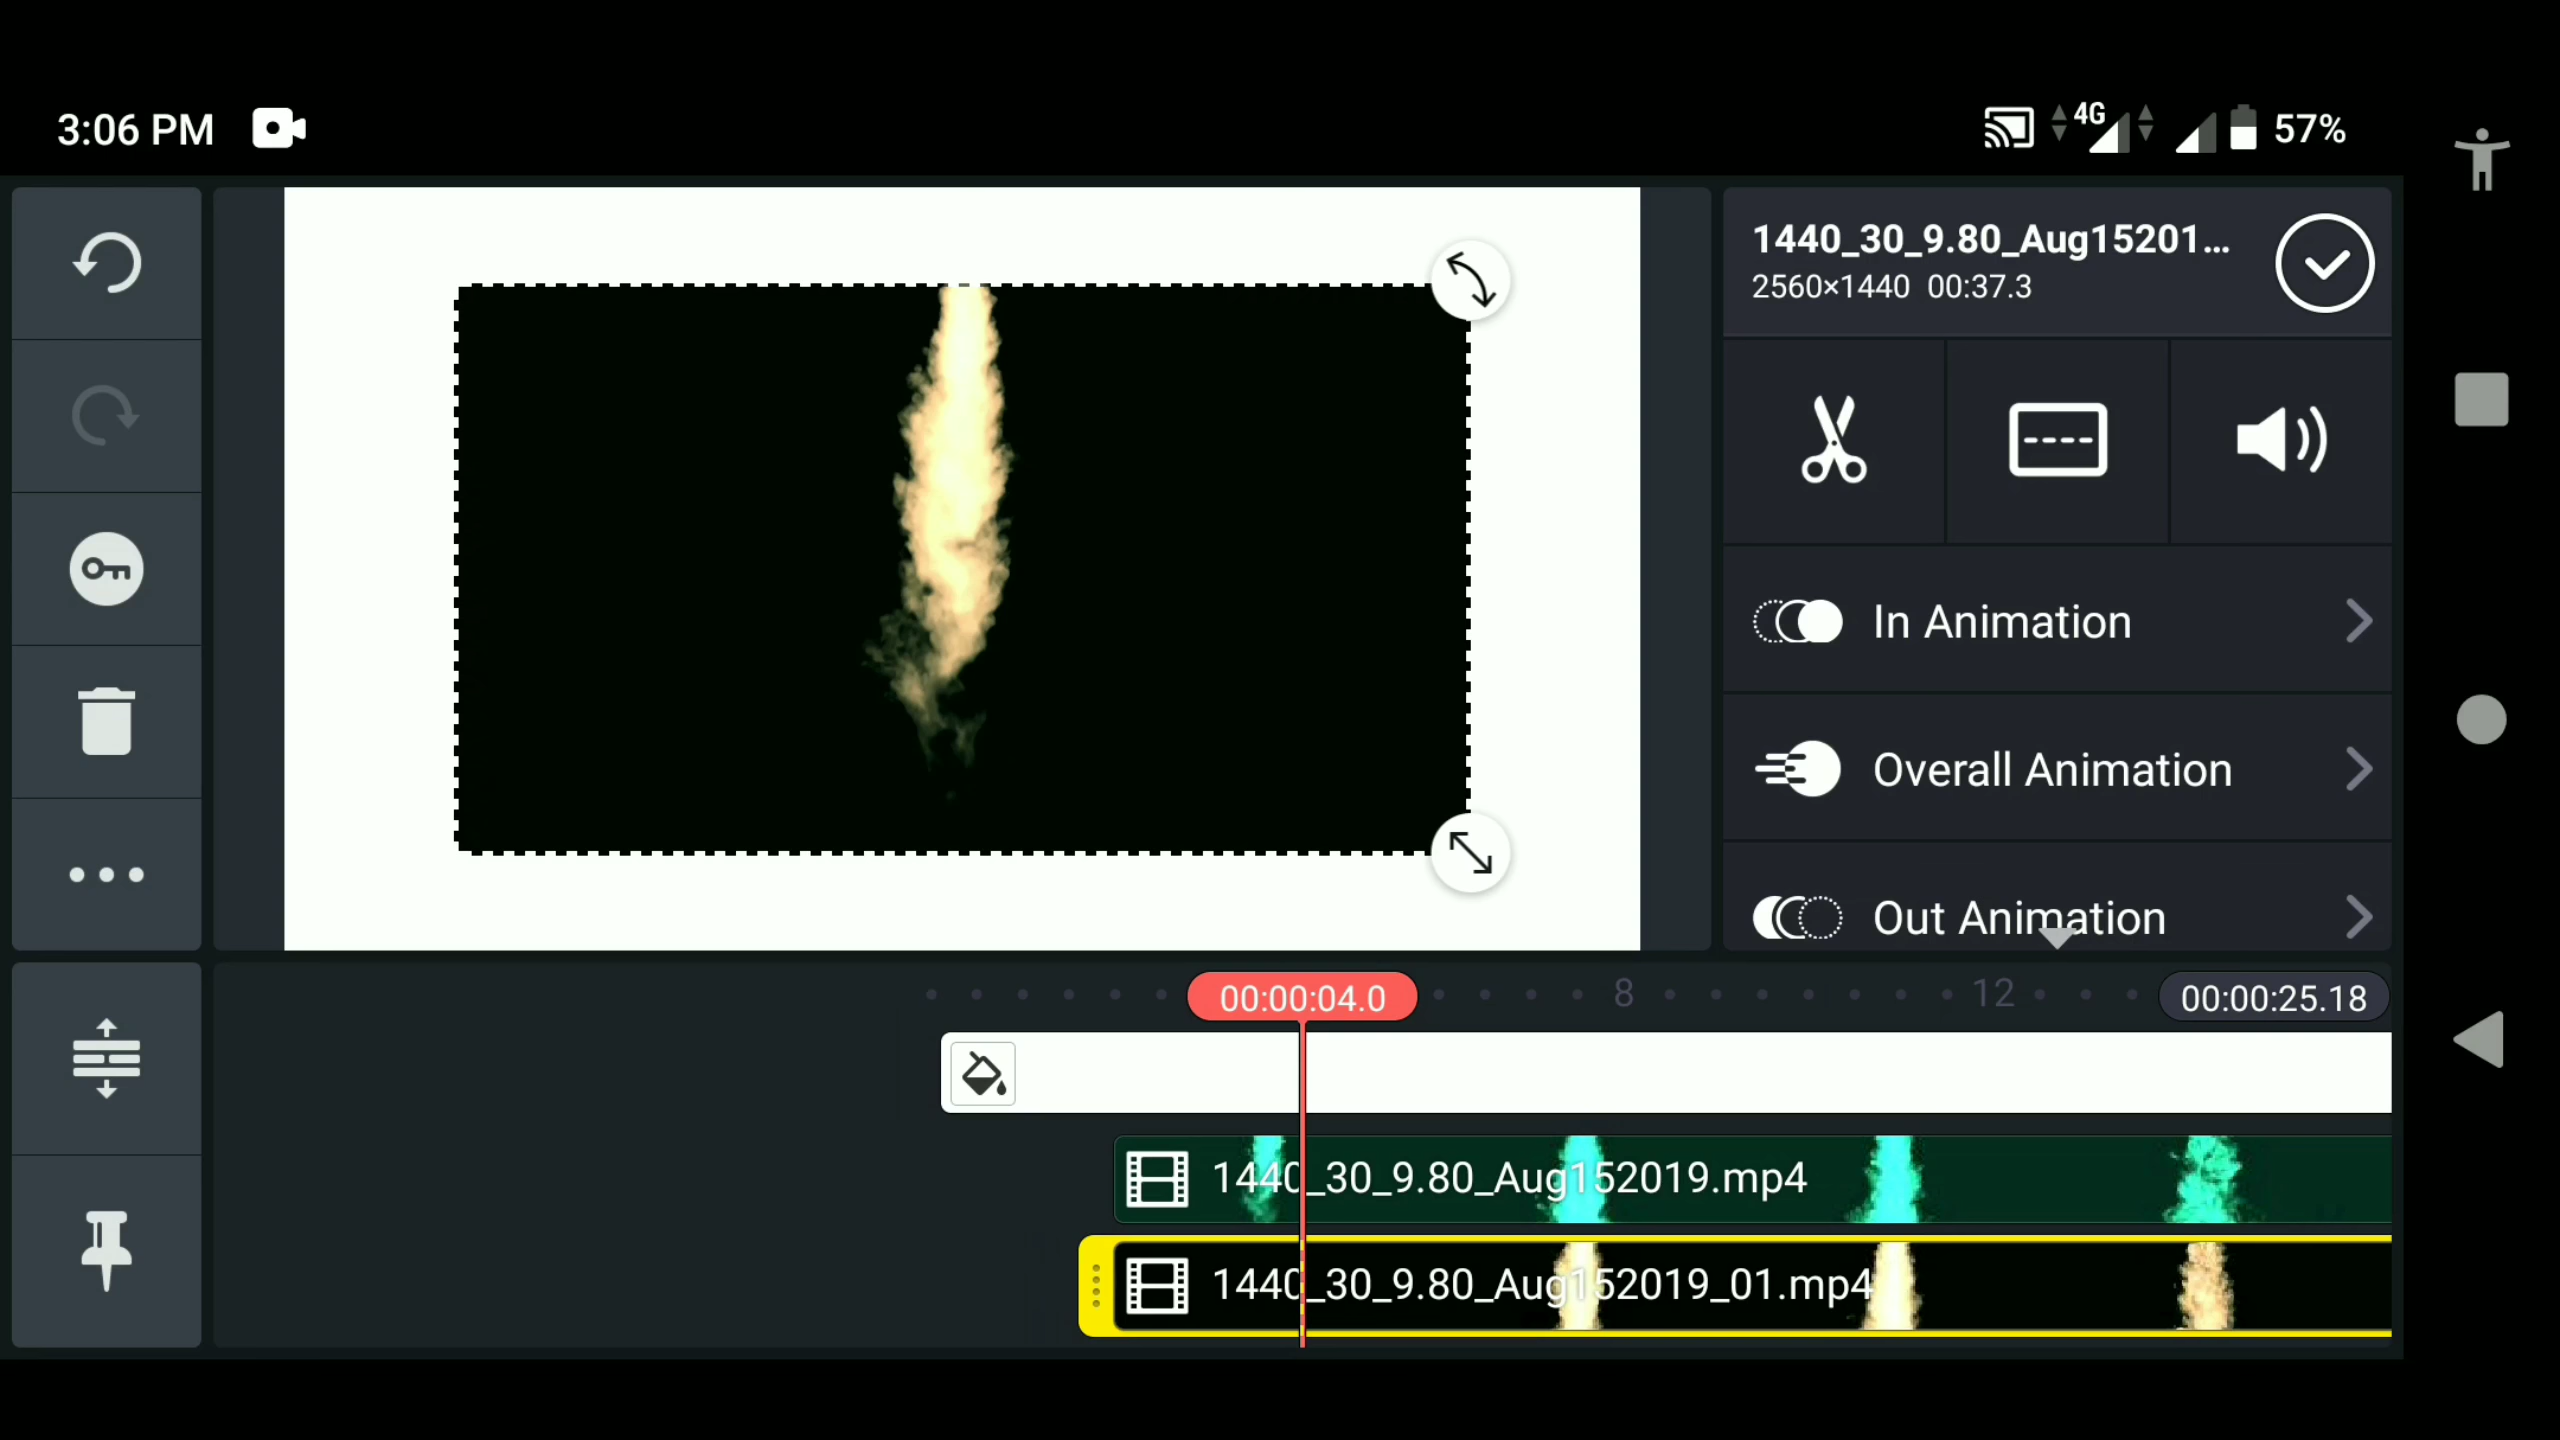 3:06 PM
4G
57%
1440_30_9.80_Aug15201...
2560×1440 00:37.3
In Animation
Overall Animation
Out Animation
00:00:04.0
8
12
00:00:25.18
1440_30_9.80_Aug152019.mp4
1440_30_9.80_Aug152019_01.mp4